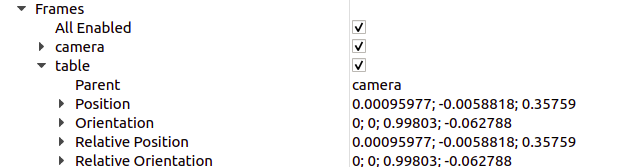 Frames
All Enabled
camera
table
Parent camera
Position 0.00095977; -0.0058818; 0.35759
Orientation 0; 0; 0.99803; -0.062788
Relative Position 0.00095977; -0.0058818; 0.35759
Relative Orientation 0; 0; 0.99803; -0.062788